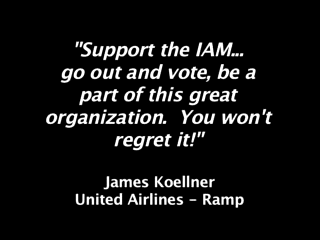 "Support the IAM...
go out and vote, be a
part of this great
organization.  You won't
regret it!"
James Koellner
United Airlines - Ramp